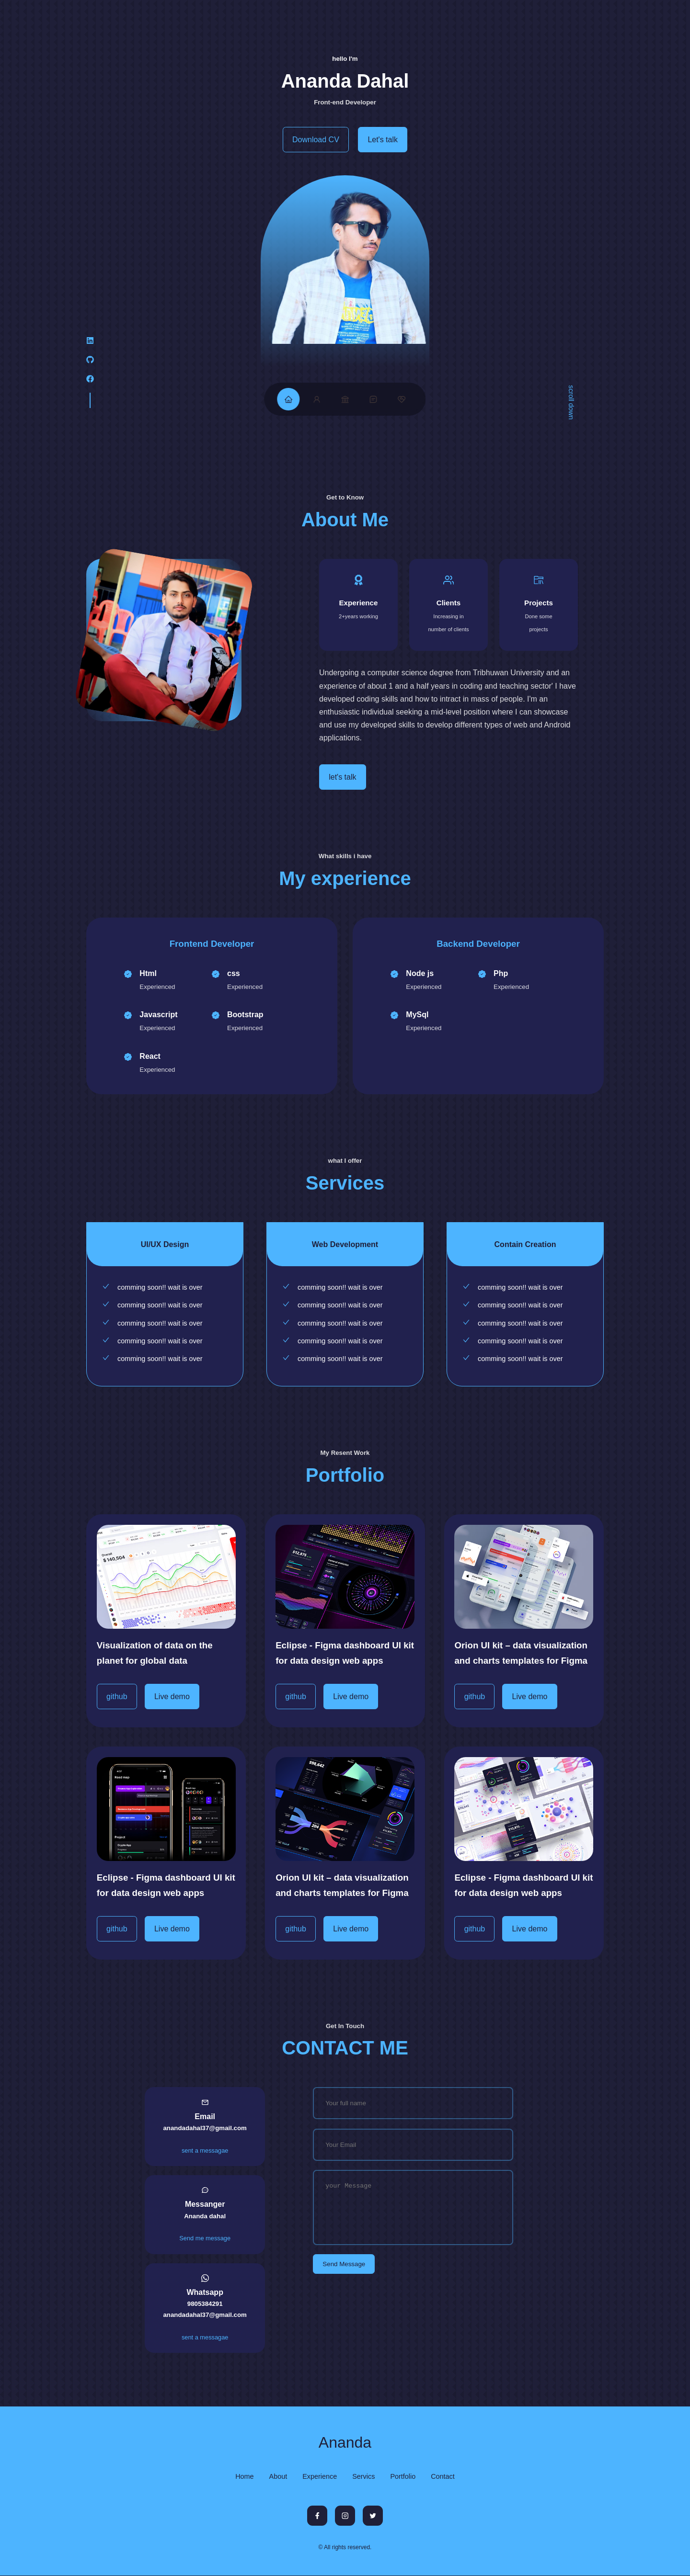 hello I'm
Ananda Dahal
Front-end Developer
Download CV
Let's talk
scroll down
Get to Know
About Me
Experience
2+years working
Clients
Increasing in
number of clients
Projects
Done some
projects
Undergoing a computer science degree from Tribhuwan University and an
experience of about 1 and a half years in coding and teaching sector' I have
developed coding skills and how to intract in mass of people. I'm an
enthusiastic individual seeking a mid-level position where I can showcase
and use my developed skills to develop different types of web and Android
applications.
let's talk
What skills i have
My experience
Frontend Developer
Html
Experienced
css
Experienced
Javascript
Experienced
Bootstrap
Experienced
React
Experienced
Backend Developer
Node js
Experienced
Php
Experienced
MySql
Experienced
what I offer
Services
UI/UX Design
comming soon!! wait is over
comming soon!! wait is over
comming soon!! wait is over
comming soon!! wait is over
comming soon!! wait is over
Web Development
comming soon!! wait is over
comming soon!! wait is over
comming soon!! wait is over
comming soon!! wait is over
comming soon!! wait is over
Contain Creation
comming soon!! wait is over
comming soon!! wait is over
comming soon!! wait is over
comming soon!! wait is over
comming soon!! wait is over
My Resent Work
Portfolio
$ 140,504
Visualization of data on the
planet for global data
github
Live demo
Eclipse - Figma dashboard UI kit
for data design web apps
github
Live demo
Orion UI kit – data visualization
and charts templates for Figma
github
Live demo
Eclipse - Figma dashboard UI kit
for data design web apps
github
Live demo
Orion UI kit – data visualization
and charts templates for Figma
github
Live demo
Eclipse - Figma dashboard UI kit
for data design web apps
github
Live demo
Get In Touch
CONTACT ME
Email
anandadahal37@gmail.com
sent a messagae
Messanger
Ananda dahal
Send me message
Whatsapp
9805384291
anandadahal37@gmail.com
sent a messagae
Your full name
Your Email
your Message
Send Message
Ananda
Home
About
Experience
Servics
Portfolio
Contact
© All rights reserved.